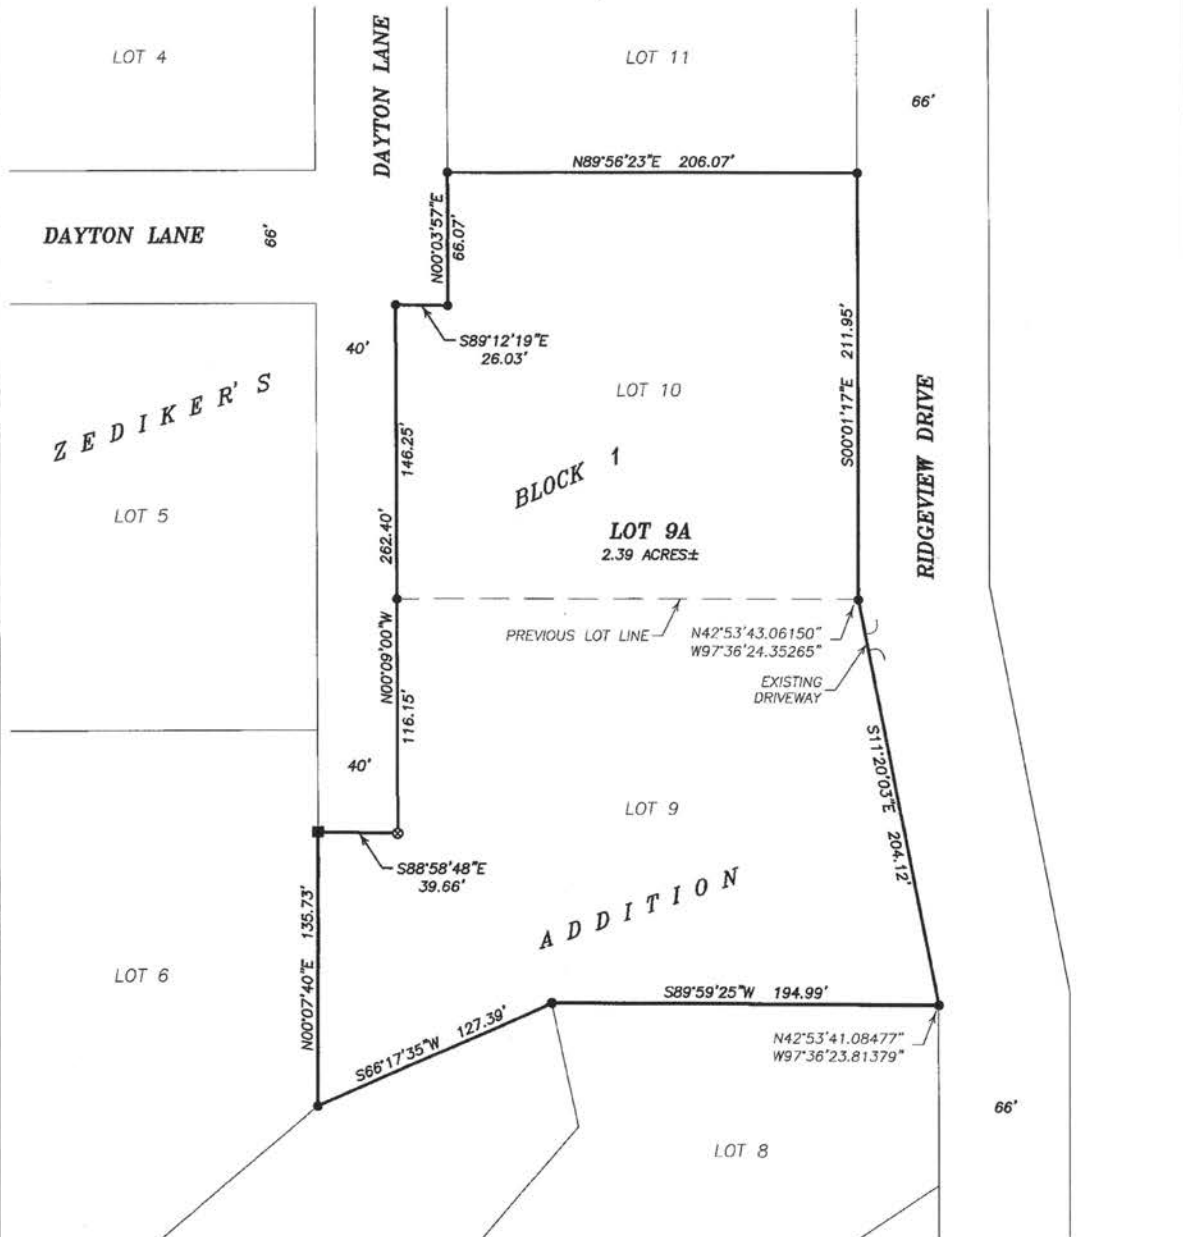 LOT 4
DAYTON LANE
LOT 11
66'
N89°56'23"E 206.07'
DAYTON LANE
66'
N00°03'57"E
66.07'
S89°12'19"E
26.03'
40'
ZEDIKER'S
LOT 10
S00°01'17"E 211.95'
RIDGEVIEW DRIVE
146.25'
262.40'
BLOCK 1
LOT 5
LOT 9A
2.39 ACRES±
PREVIOUS LOT LINE
N42°53'43.06150"
W97°36'24.35265"
EXISTING
DRIVEWAY
N00°09'00"W
116.15'
40'
S11°20'03"E 204.12'
LOT 9
S88°58'48"E
39.66'
ADDITION
N00°07'40"E 135.73'
LOT 6
S89°59'25"W 194.99'
S66°17'35"W 127.39'
N42°53'41.08477"
W97°36'23.81379"
66'
LOT 8